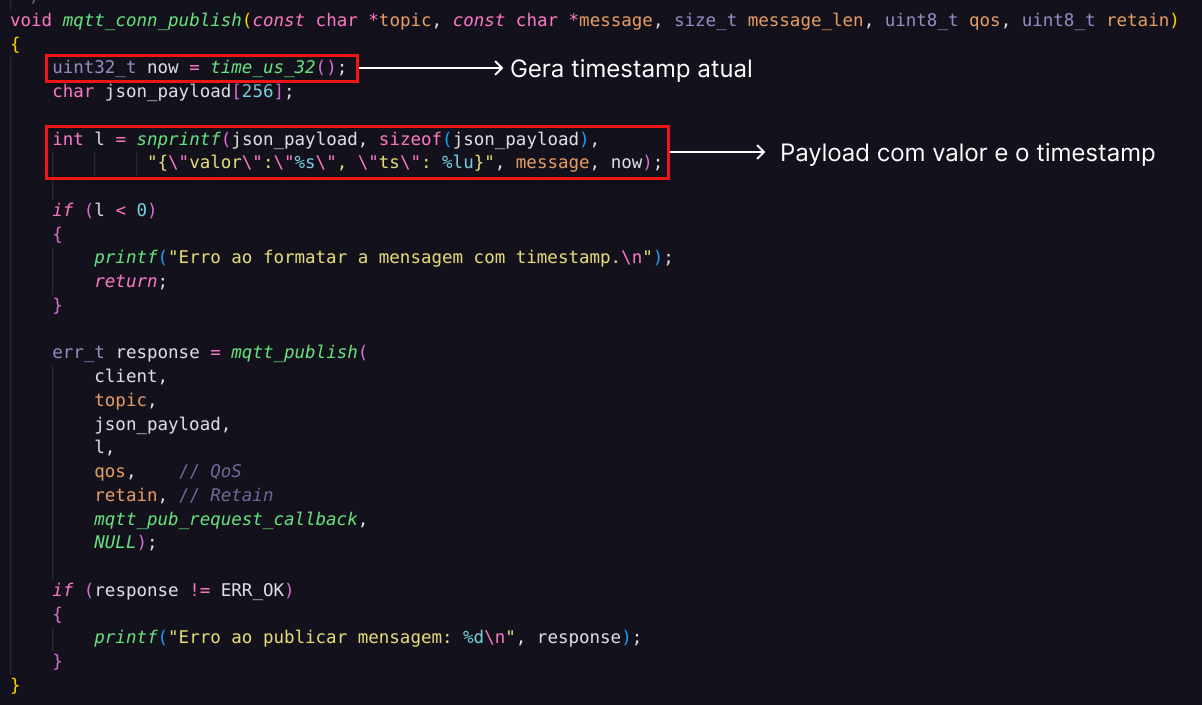 void mqtt_conn_publish(const char *topic, const char *message, size_t message_len, uint8_t qos, uint8_t retain)
{
uint32_t now = time_us_32(); Gera timestamp atual
char json_payload[256];
int l = snprintf(json_payload, sizeof(json_payload),
"{\"valor\":\"%s\", \"ts\": %lu}", message, now); Payload com valor e o timestamp
if (l < 0)
{
printf("Erro ao formatar a mensagem com timestamp.\n");
return;
}
err_t response = mqtt_publish(
client,
topic,
json_payload,
l,
qos, // QoS
retain, // Retain
mqtt_pub_request_callback,
NULL);
if (response != ERR_OK)
{
printf("Erro ao publicar mensagem: %d\n", response);
}
}